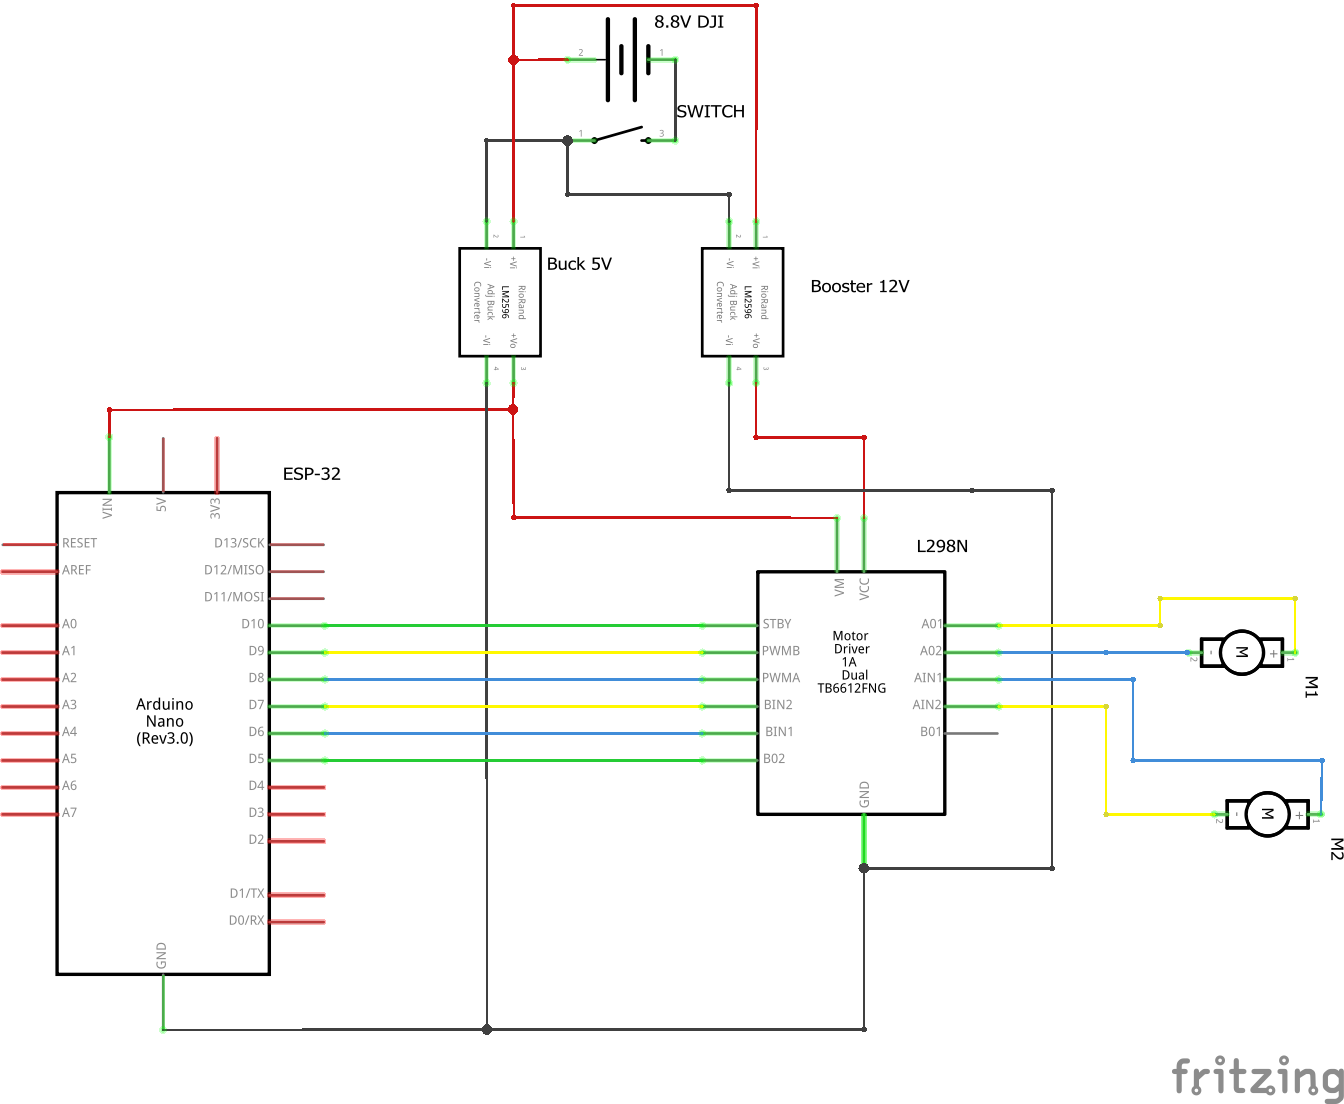 8.8V DJI
2
1
SWITCH
1
3
2
1
-Vi
+Vi
RioRand
LM2596
Adj Buck
Converter
-Vi
+Vo
4
3
Buck 5V
2
1
-Vi
+Vi
RioRand
LM2596
Adj Buck
Converter
-Vi
+Vo
4
3
Booster 12V
ESP-32
VIN
5V
3V3
RESET
AREF
A0
A1
A2
A3
A4
A5
A6
A7
D13/SCK
D12/MISO
D11/MOSI
D10
D9
D8
D7
D6
D5
D4
D3
D2
D1/TX
D0/RX
Arduino
Nano
(Rev3.0)
GND
L298N
VM
VCC
STBY
PWMB
PWMA
BIN2
BIN1
B02
A01
A02
AIN1
AIN2
B01
Motor
Driver
1A
Dual
TB6612FNG
GND
2
-
M
+
1
M1
2
-
M
+
1
M2
fritzing